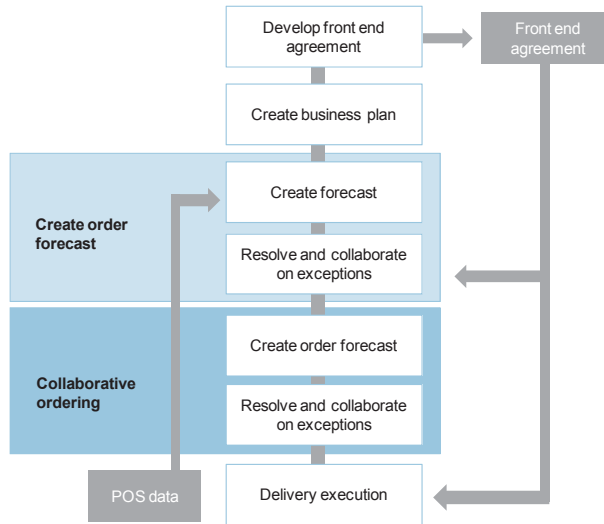 Develop front end
agreement
Front end
agreement
Create business plan
Create order
forecast
Create forecast
Resolve and collaborate
on exceptions
Collaborative
ordering
Create order forecast
Resolve and collaborate
on exceptions
POS data
Delivery execution